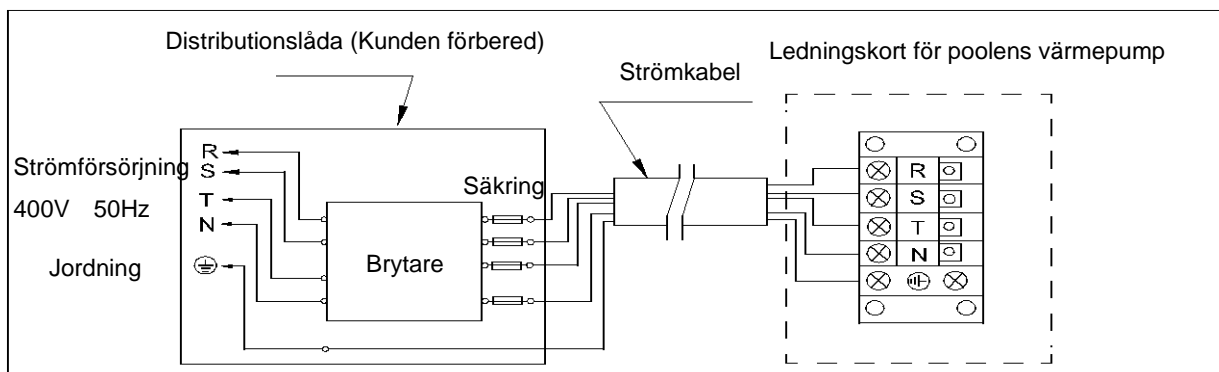 Distributionslåda (Kunden förbered)
Strömkabel
Ledningskort för poolens värmepump
Strömförsörjning
400V 50Hz
Jordning
R
S
T
N
Brytare
Säkring
R
S
T
N